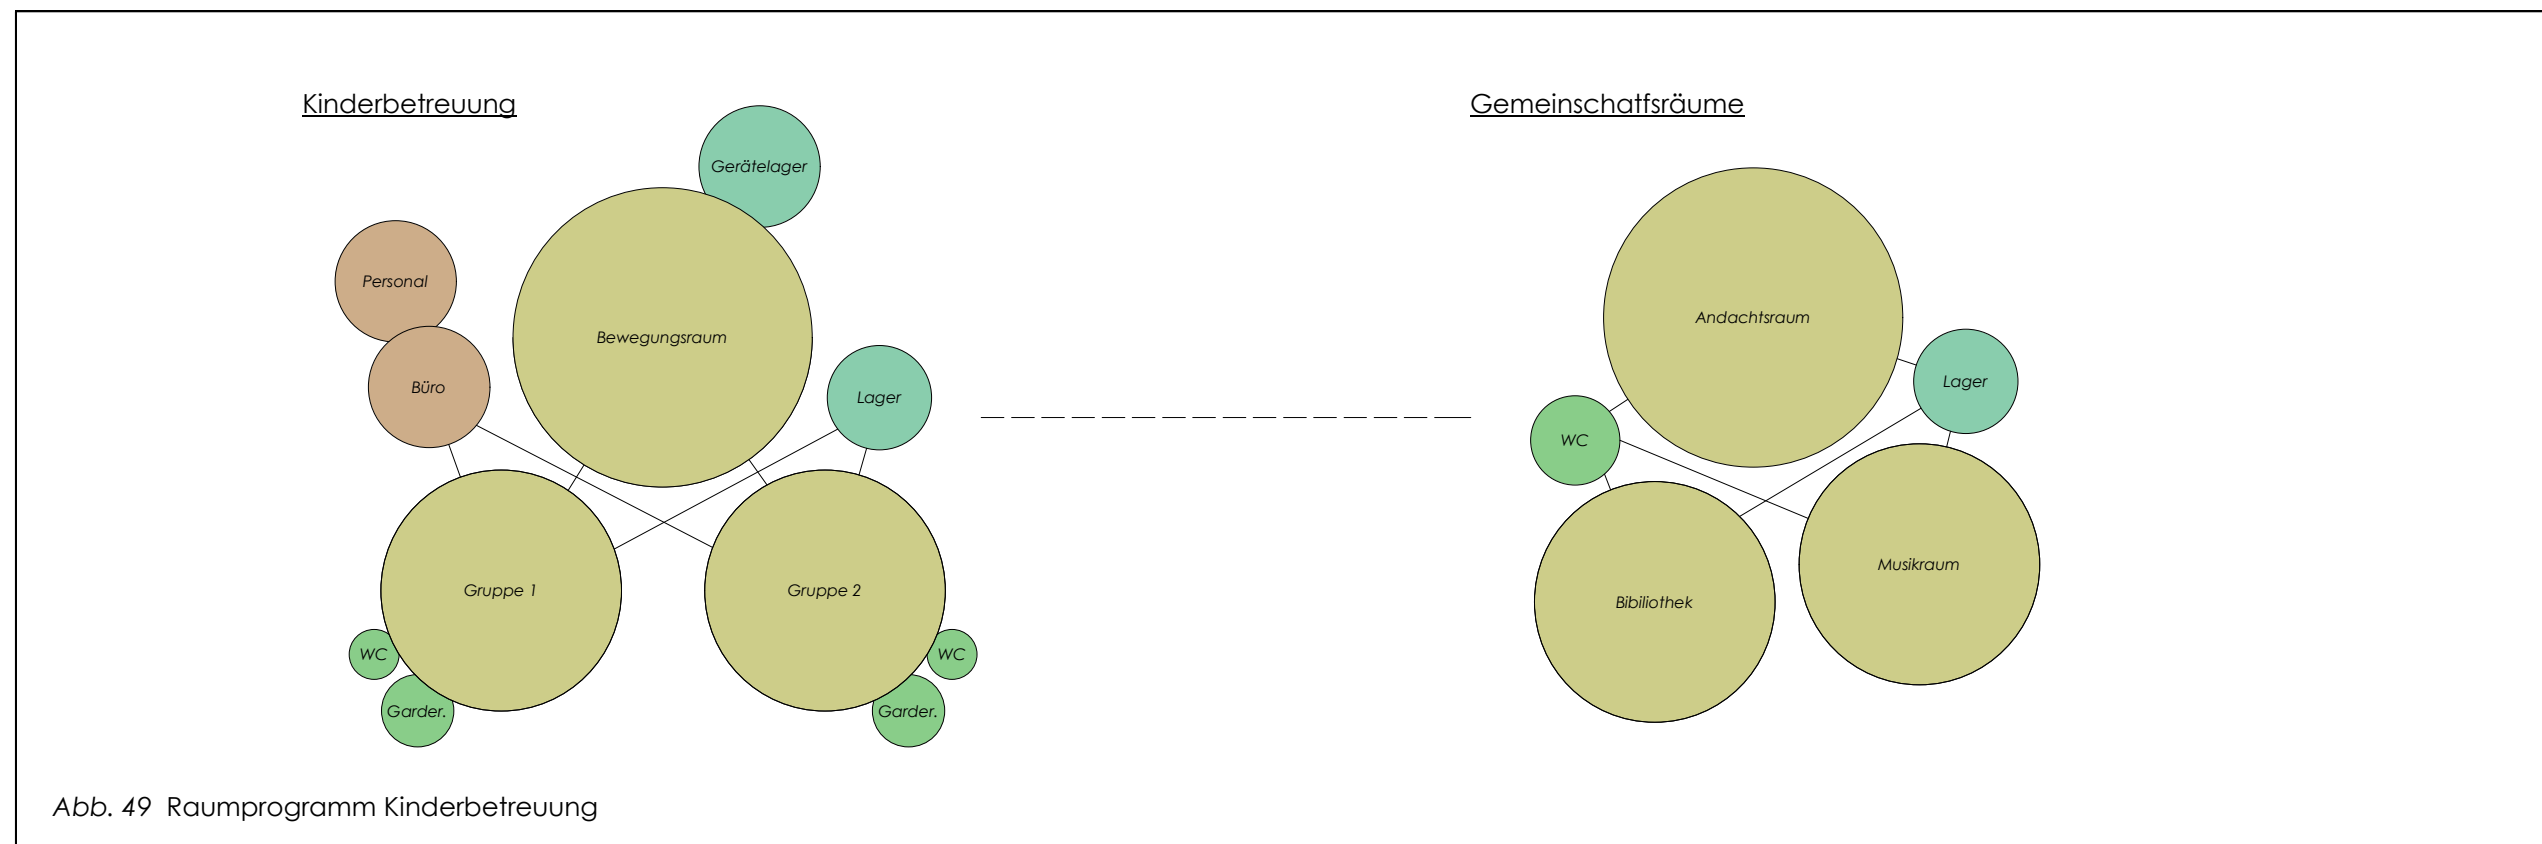 Kinderbetreuung
Gemeinschatfsräume
Gerätelager
Personal
Bewegungsraum
Büro
Lager
Gruppe 1
Gruppe 2
WC
WC
Garder.
Garder.
Andachtsraum
Lager
WC
Musikraum
Bibiliothek
Abb. 49 Raumprogramm Kinderbetreuung